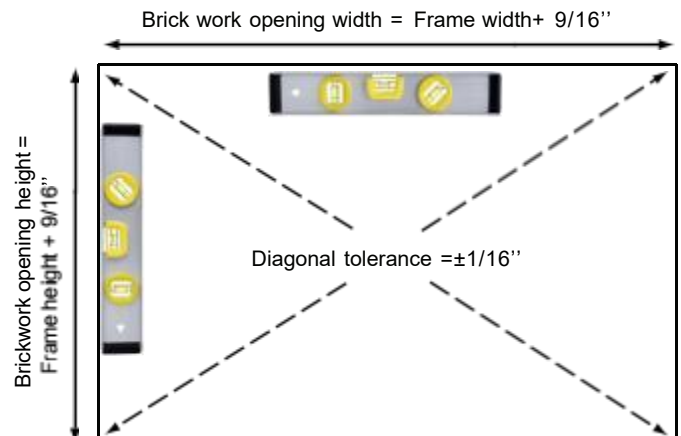 Brick work opening width = Frame width+ 9/16’’
Brickwork opening height =
Frame height + 9/16’’
Diagonal tolerance =±1/16’’